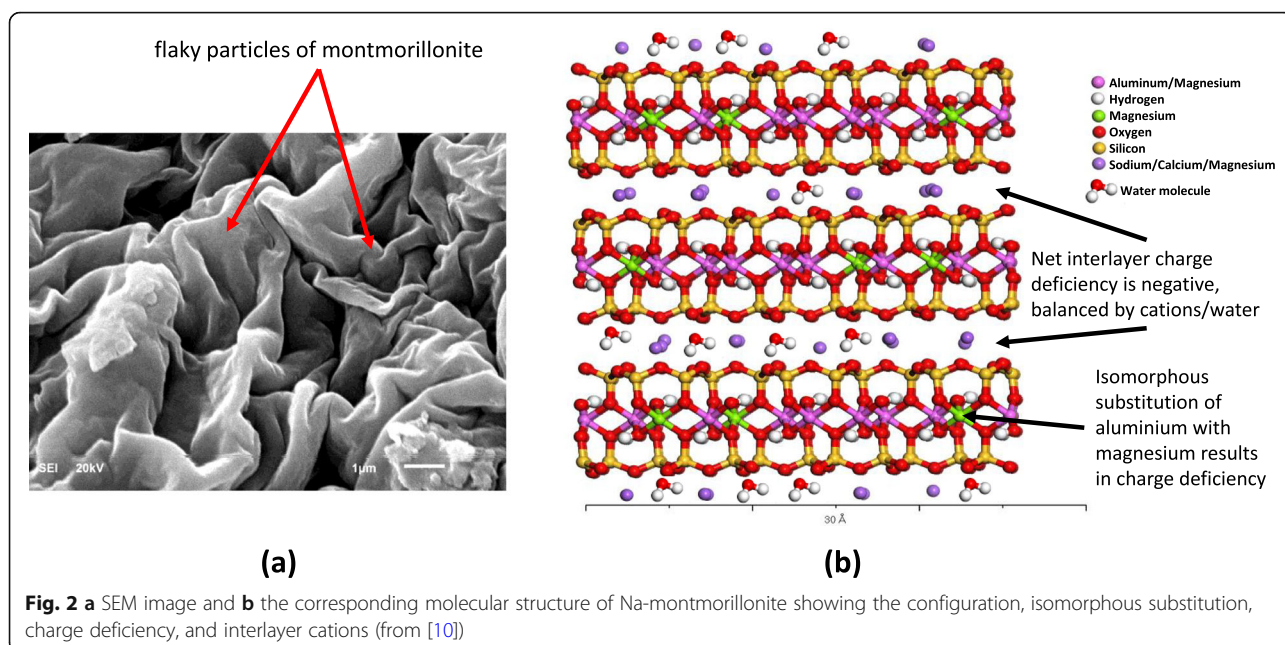 flaky particles of montmorillonite
SEI 20kV 1μm
(a)
Aluminum/Magnesium
Hydrogen
Magnesium
Oxygen
Silicon
Sodium/Calcium/Magnesium
Water molecule
Net interlayer charge
deficiency is negative,
balanced by cations/water
Isomorphous
substitution of
aluminium with
magnesium results
in charge deficiency
30 Å
(b)
Fig. 2 a SEM image and b the corresponding molecular structure of Na-montmorillonite showing the configuration, isomorphous substitution,
charge deficiency, and interlayer cations (from [10])